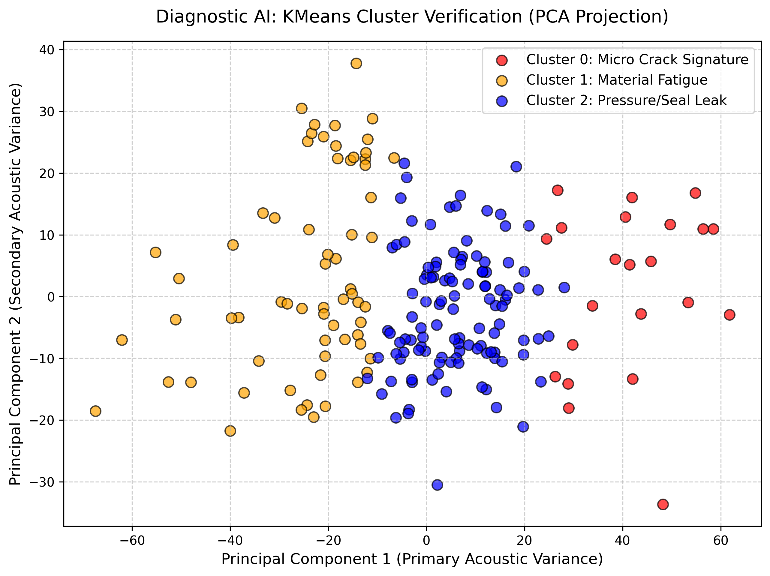 Diagnostic AI: KMeans Cluster Verification (PCA Projection)
Cluster 0: Micro Crack Signature
Cluster 1: Material Fatigue
Cluster 2: Pressure/Seal Leak
Principal Component 2 (Secondary Acoustic Variance)
40
30
20
10
0
−10
−20
−30
−60
−40
−20
0
20
40
60
Principal Component 1 (Primary Acoustic Variance)